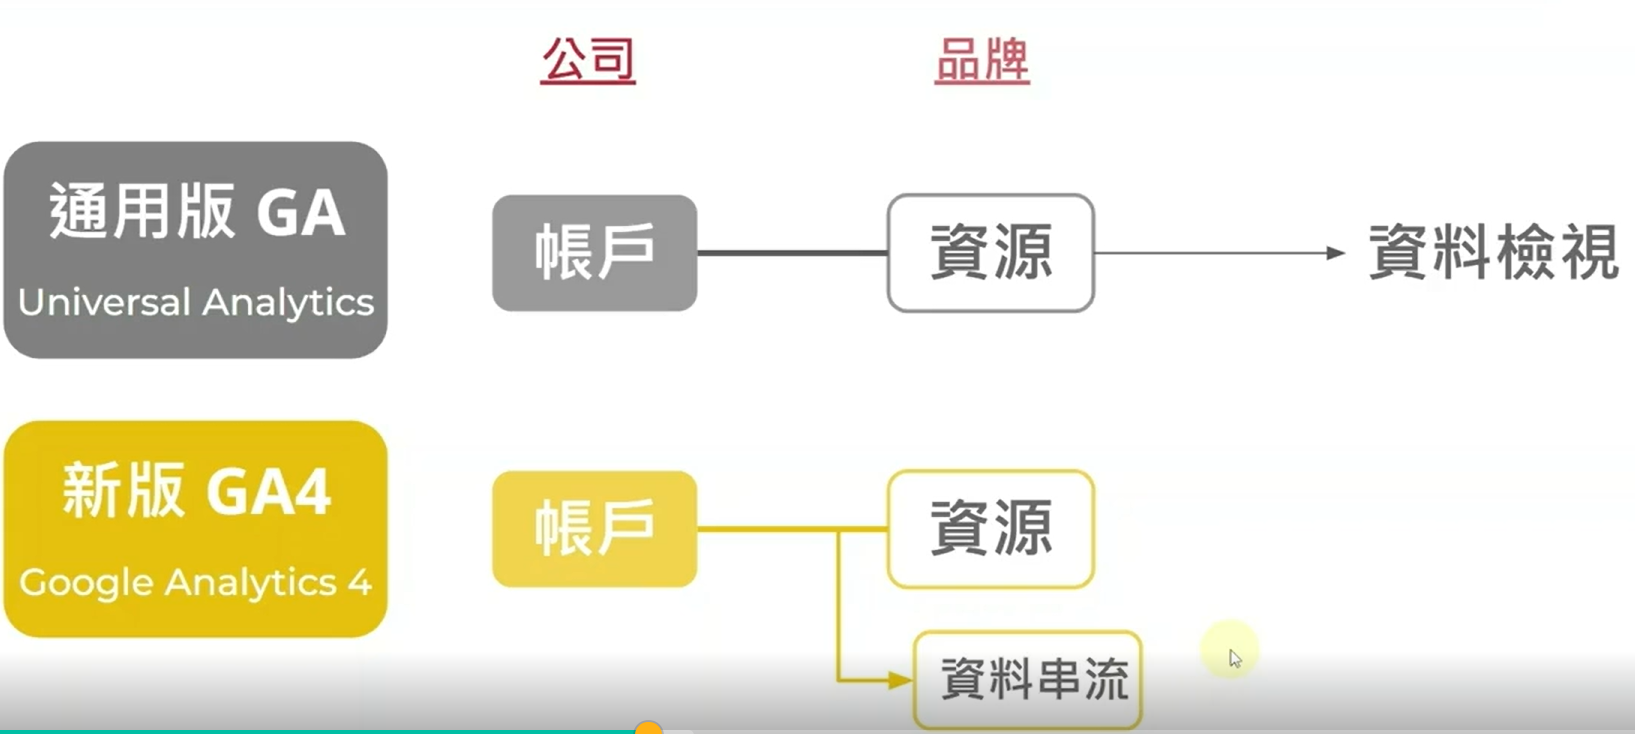 公司
品牌
通用版 GA
Universal Analytics
帳戶
資源
資料檢視
新版 GA4
Google Analytics 4
帳戶
資源
資料串流